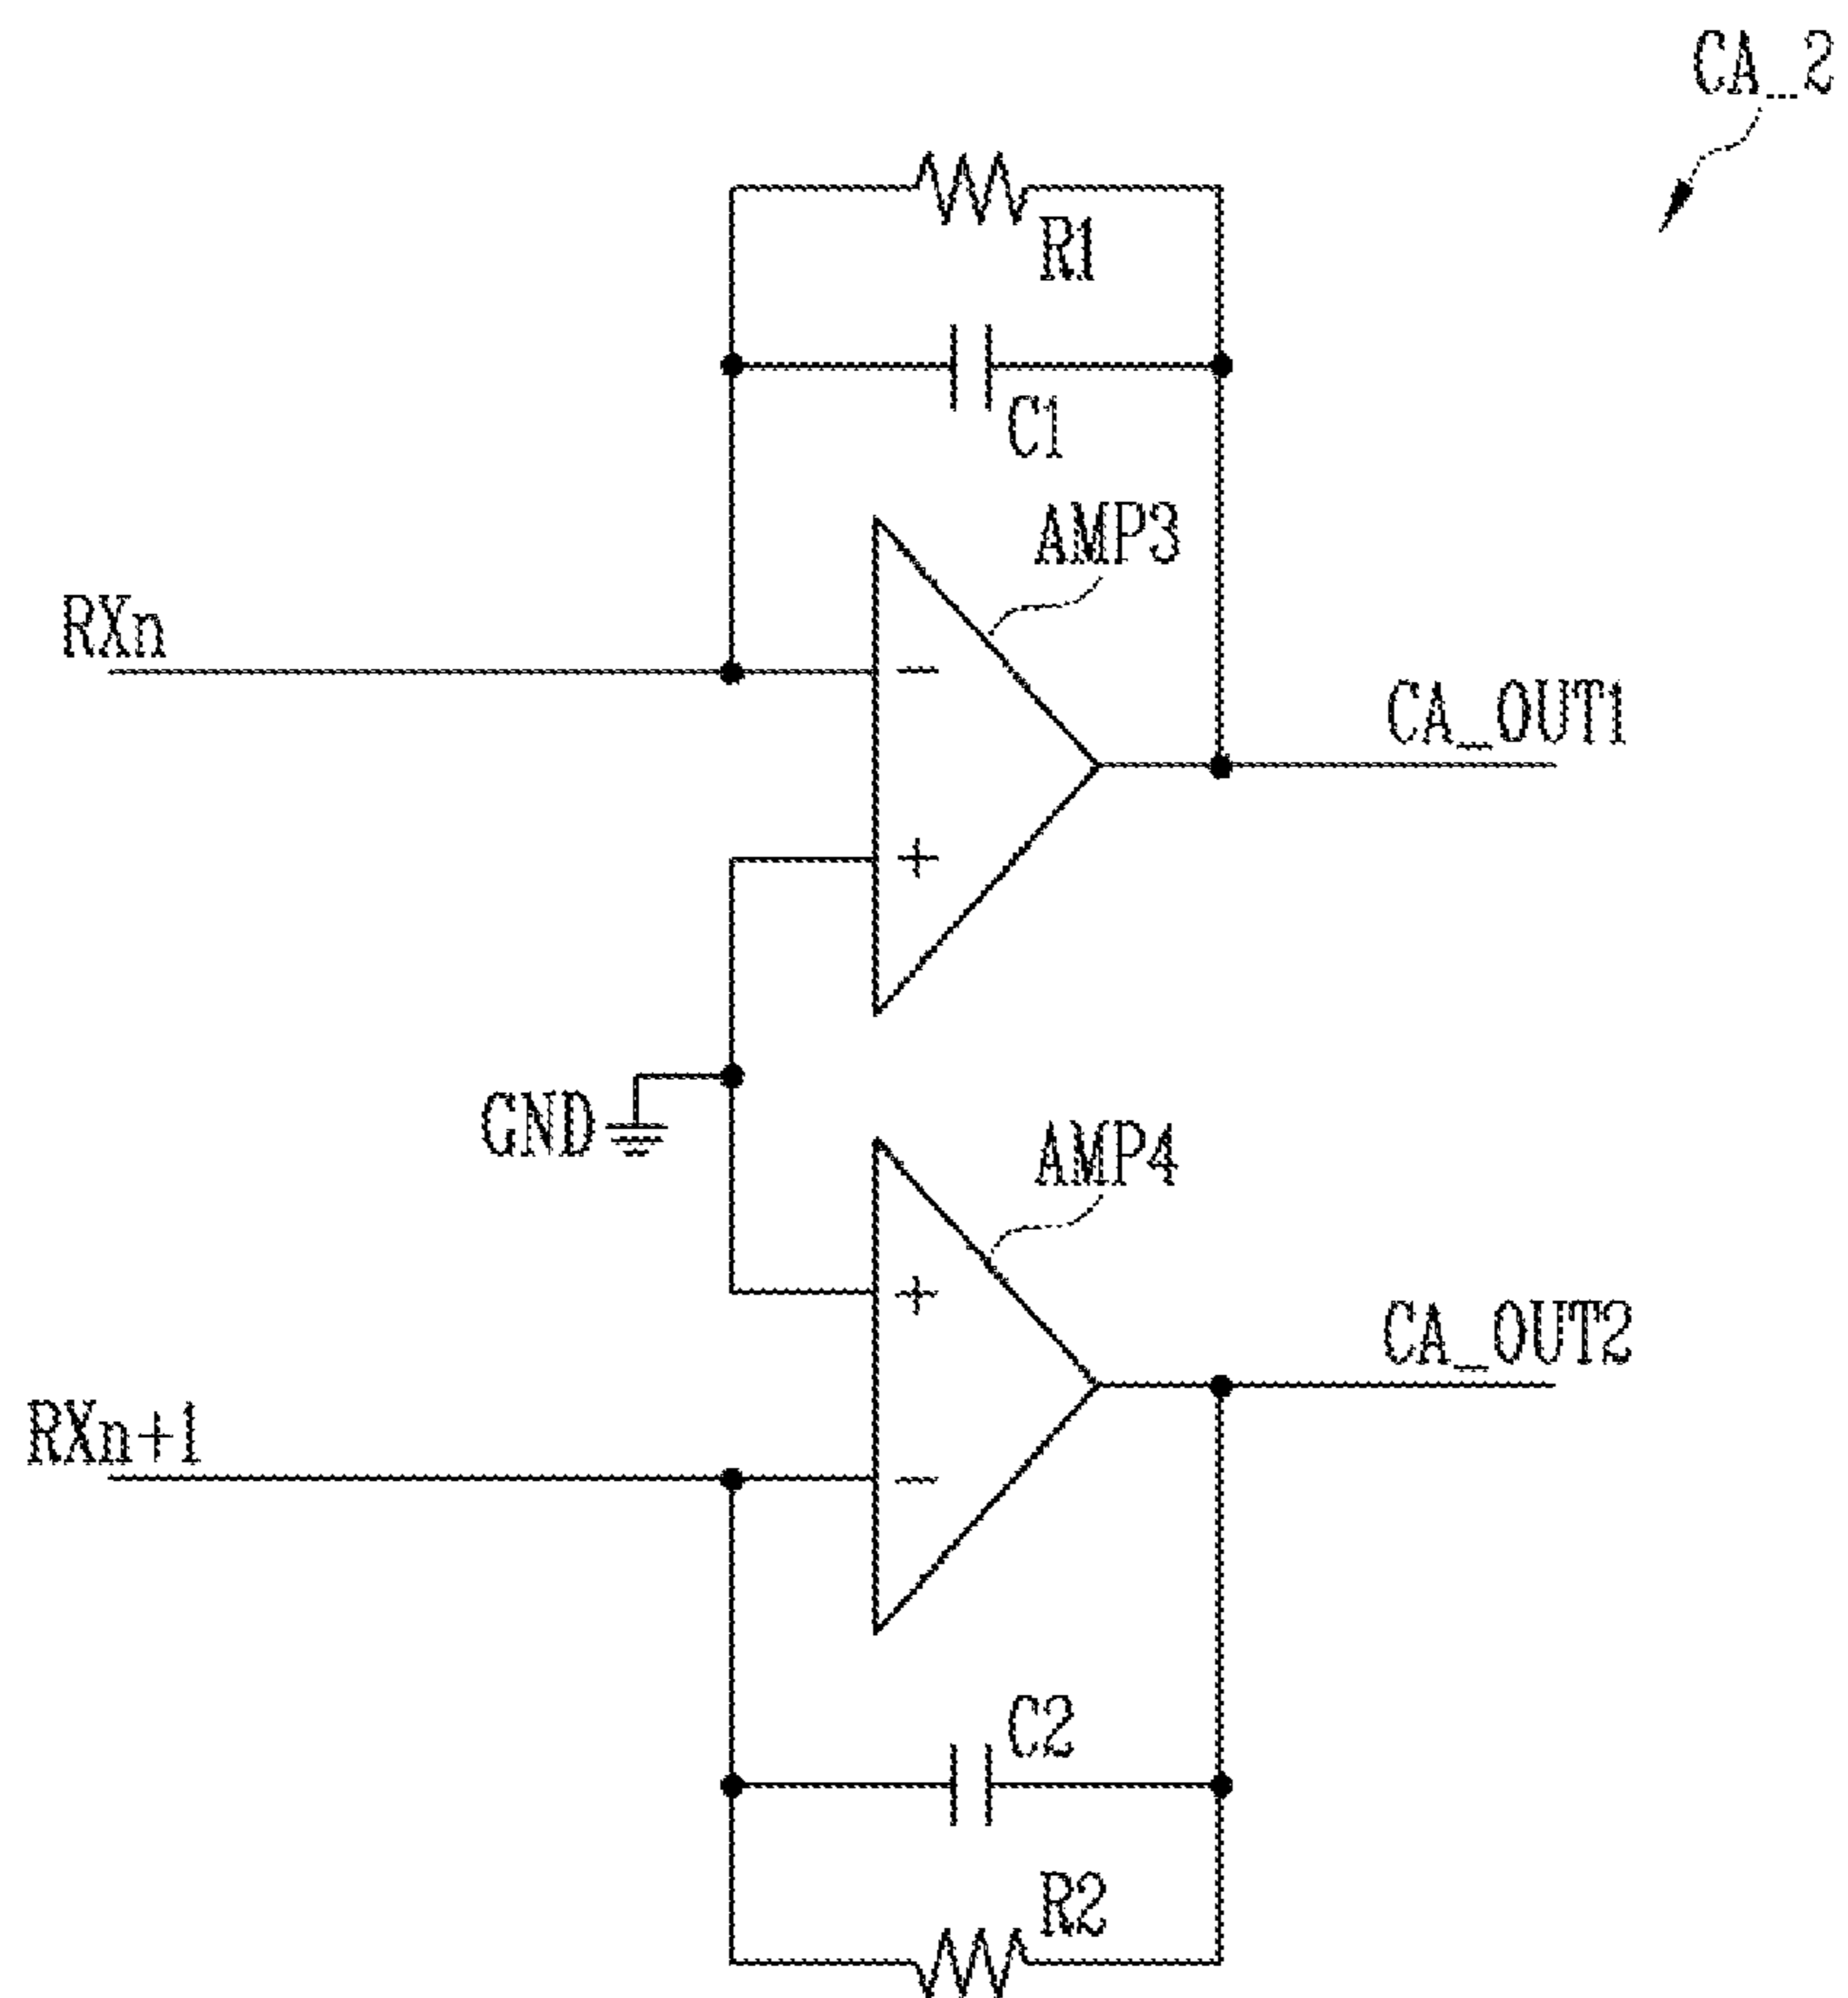 CA_2
R1
C1
AMP3
RXn
-
CA_OUT1
+
GND
AMP4
+
CA_OUT2
RXn+1
-
C2
R2